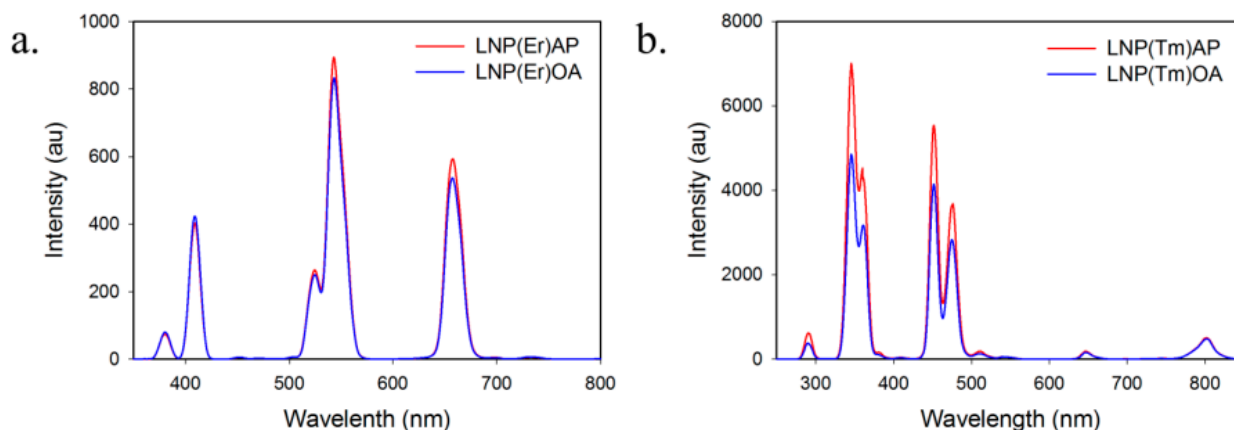 a.
1000
800
600
400
200
0
Intensity (au)
LNP(Er)AP
LNP(Er)OA
400 500 600 700 800
Wavelenth (nm)
b.
8000
6000
4000
2000
0
Intensity (au)
LNP(Tm)AP
LNP(Tm)OA
300 400 500 600 700 800
Wavelength (nm)